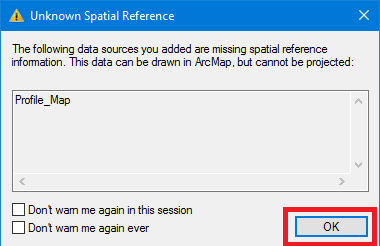 Unknown Spatial Reference
The following data sources you added are missing spatial reference
information. This data can be drawn in ArcMap, but cannot be projected:
Profile_Map
Don't warn me again in this session
Don't warn me again ever
OK